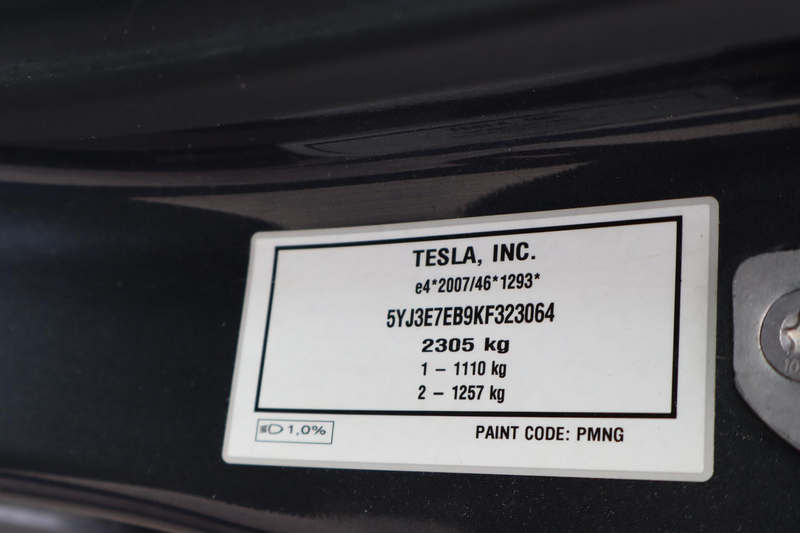 TESLA, INC.
e4*2007/46*1293*
5YJ3E7EB9KF323064
2305 kg
1 – 1110 kg
2 – 1257 kg
1,0%
PAINT CODE: PMNG
10